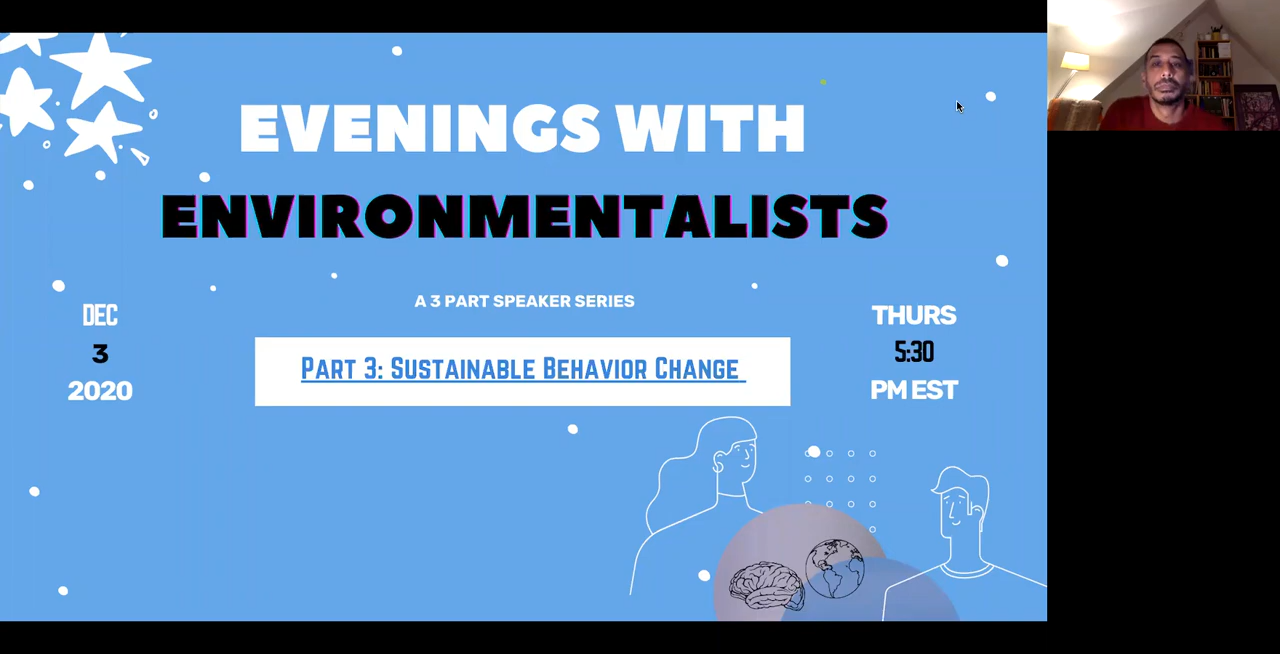 EVENINGS WITH
ENVIRONMENTALISTS
A 3 PART SPEAKER SERIES
Part 3: Sustainable Behavior Change
DEC
3
2020
THURS
5:30
PM EST